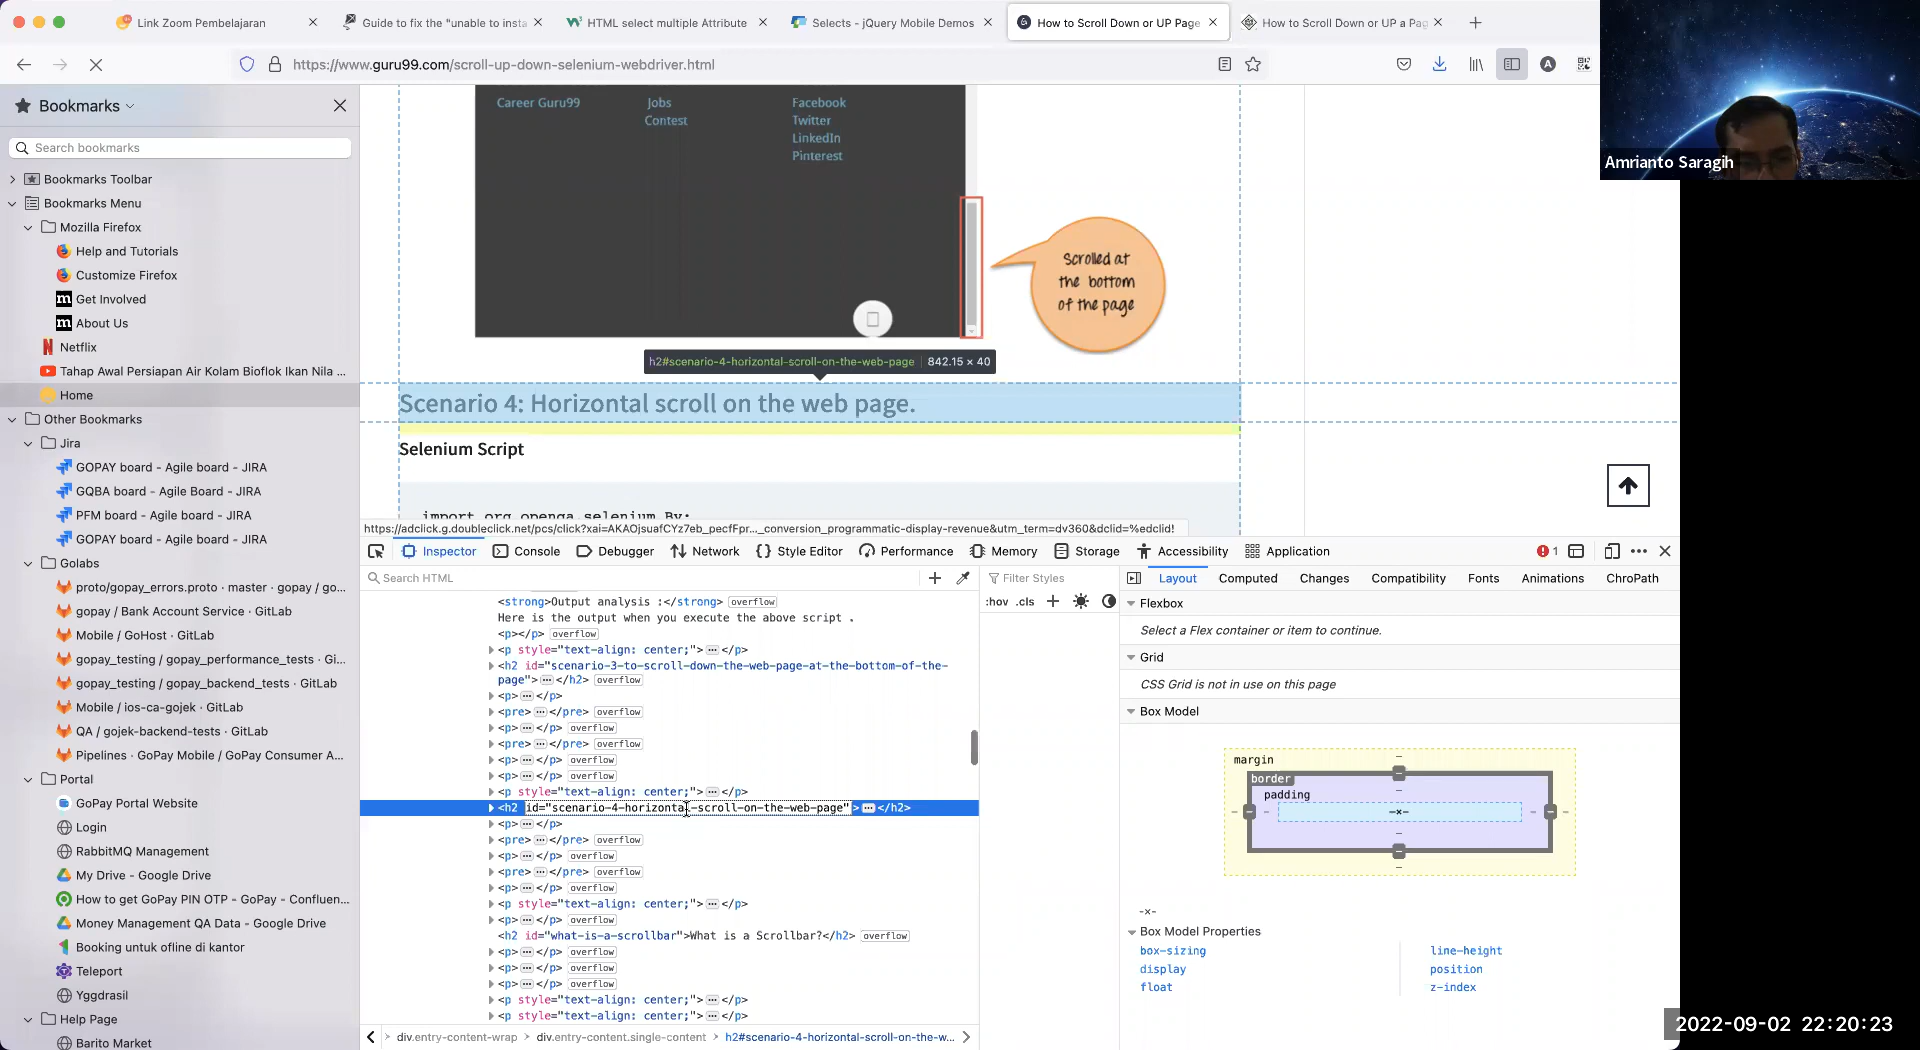 Link Zoom Pembelajaran
Guide to fix the "unable to insta
HTML select multiple Attribute
Selects - jQuery Mobile Demos
How to Scroll Down or UP Page
How to Scroll Down or UP a Pag
https://www.guru99.com/scroll-up-down-selenium-webdriver.html
Amrianto Saragih
Bookmarks
Search bookmarks
Bookmarks Toolbar
Bookmarks Menu
Mozilla Firefox
Help and Tutorials
Customize Firefox
Get Involved
About Us
Netflix
Tahap Awal Persiapan Air Kolam Bioflok Ikan Nila ...
Home
Other Bookmarks
Jira
GOPAY board - Agile board - JIRA
GQBA board - Agile Board - JIRA
PFM board - Agile board - JIRA
GOPAY board - Agile board - JIRA
Golabs
proto/gopay_errors.proto · master · gopay / go...
gopay / Bank Account Service · GitLab
Mobile / GoHost · GitLab
gopay_testing / gopay_performance_tests · Gi...
gopay_testing / gopay_backend_tests · GitLab
Mobile / ios-ca-gojek · GitLab
QA / gojek-backend-tests · GitLab
Pipelines · GoPay Mobile / GoPay Consumer A...
Portal
GoPay Portal Website
Login
RabbitMQ Management
My Drive - Google Drive
How to get GoPay PIN OTP - GoPay - Confluen...
Money Management QA Data - Google Drive
Booking untuk ofline di kantor
Teleport
Yggdrasil
Help Page
Barito Market
Career Guru99
Jobs
Contest
Facebook
Twitter
LinkedIn
Pinterest
Scrolled at
the bottom
of the page
h2#scenario-4-horizontal-scroll-on-the-web-page 842.15 × 40
Scenario 4: Horizontal scroll on the web page.
Selenium Script
import org.openqa.selenium.By;
https://adclick.g.doubleclick.net/pcs/click?xai=AKAOjsuafCYz7eb_pecfFpr..._conversion_programmatic-display-revenue&utm_term=dv360&dclid=%edclid!
Inspector Console Debugger Network Style Editor Performance Memory Storage Accessibility Application 1
Search HTML
<strong>Output analysis :</strong> overflow
Here is the output when you execute the above script .
<p></p> overflow
<p style="text-align: center;"> ··· </p>
<h2 id="scenario-3-to-scroll-down-the-web-page-at-the-bottom-of-the-
page"> ··· </h2> overflow
<p> ··· </p>
<pre> ··· </pre> overflow
<p> ··· </p> overflow
<pre> ··· </pre> overflow
<p> ··· </p> overflow
<p> ··· </p> overflow
<p style="text-align: center;"> ··· </p>
<h2 id="scenario-4-horizontal-scroll-on-the-web-page" > ··· </h2>
<p> ··· </p>
<pre> ··· </pre> overflow
<p> ··· </p> overflow
<pre> ··· </pre> overflow
<p> ··· </p> overflow
<p style="text-align: center;"> ··· </p>
<p> ··· </p> overflow
<h2 id="what-is-a-scrollbar">What is a Scrollbar?</h2> overflow
<p> ··· </p> overflow
<p> ··· </p> overflow
<p> ··· </p> overflow
<p style="text-align: center;"> ··· </p>
<p style="text-align: center;"> ··· </p>
div.entry-content-wrap > div.entry-content.single-content > h2#scenario-4-horizontal-scroll-on-the-w...
Filter Styles
:hov .cls
Layout Computed Changes Compatibility Fonts Animations ChroPath
Flexbox
Select a Flex container or item to continue.
Grid
CSS Grid is not in use on this page
Box Model
margin
border
padding
-×-
-×-
Box Model Properties
box-sizing
display
float
line-height
position
z-index
2022-09-02 22:20:23